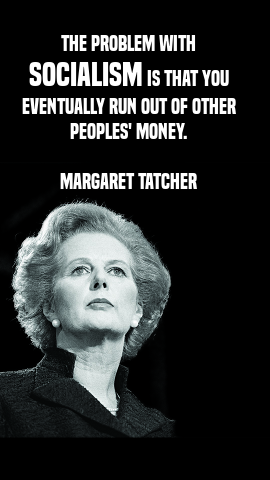 THE PROBLEM WITH
SOCIALISM IS THAT YOU
EVENTUALLY RUN OUT OF OTHER
PEOPLES' MONEY.
MARGARET TATCHER